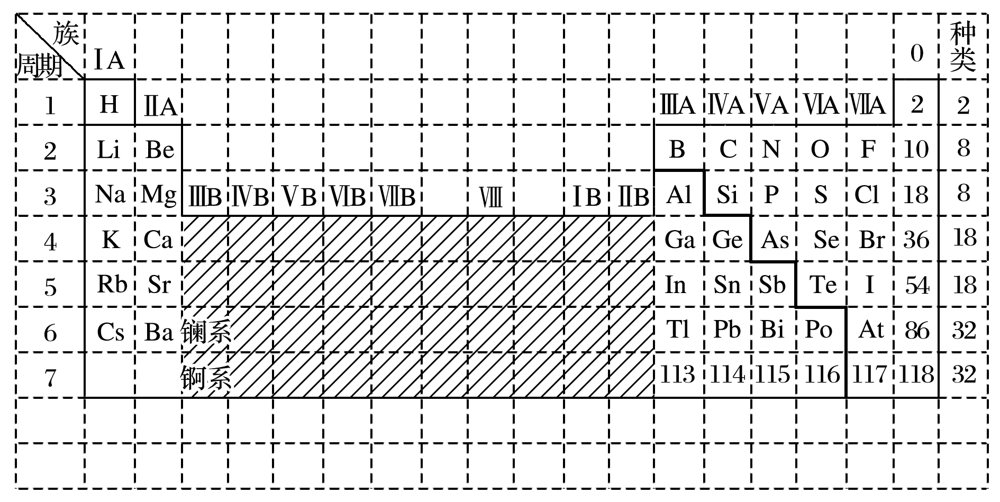 族 周期 ⅠA 0 种类
1 H ⅡA ⅢA ⅣA ⅤA ⅥA ⅦA 2 2
2 Li Be B C N O F 10 8
3 Na Mg ⅢB ⅣB ⅤB ⅥB ⅦB Ⅷ ⅠB ⅡB Al Si P S Cl 18 8
4 K Ca Ga Ge As Se Br 36 18
5 Rb Sr In Sn Sb Te I 54 18
6 Cs Ba 镧系 Tl Pb Bi Po At 86 32
7 锕系 113 114 115 116 117 118 32